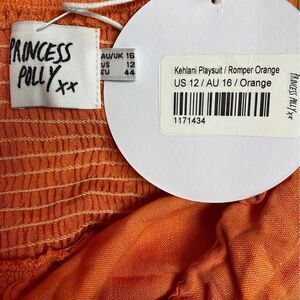 PRINCESS
POLLY xx
AU/UK 16
US 12
EU 44
Kehlani Playsuit / Romper Orange
US 12 / AU 16 / Orange
1171434
PRINCESS
POLLY xx